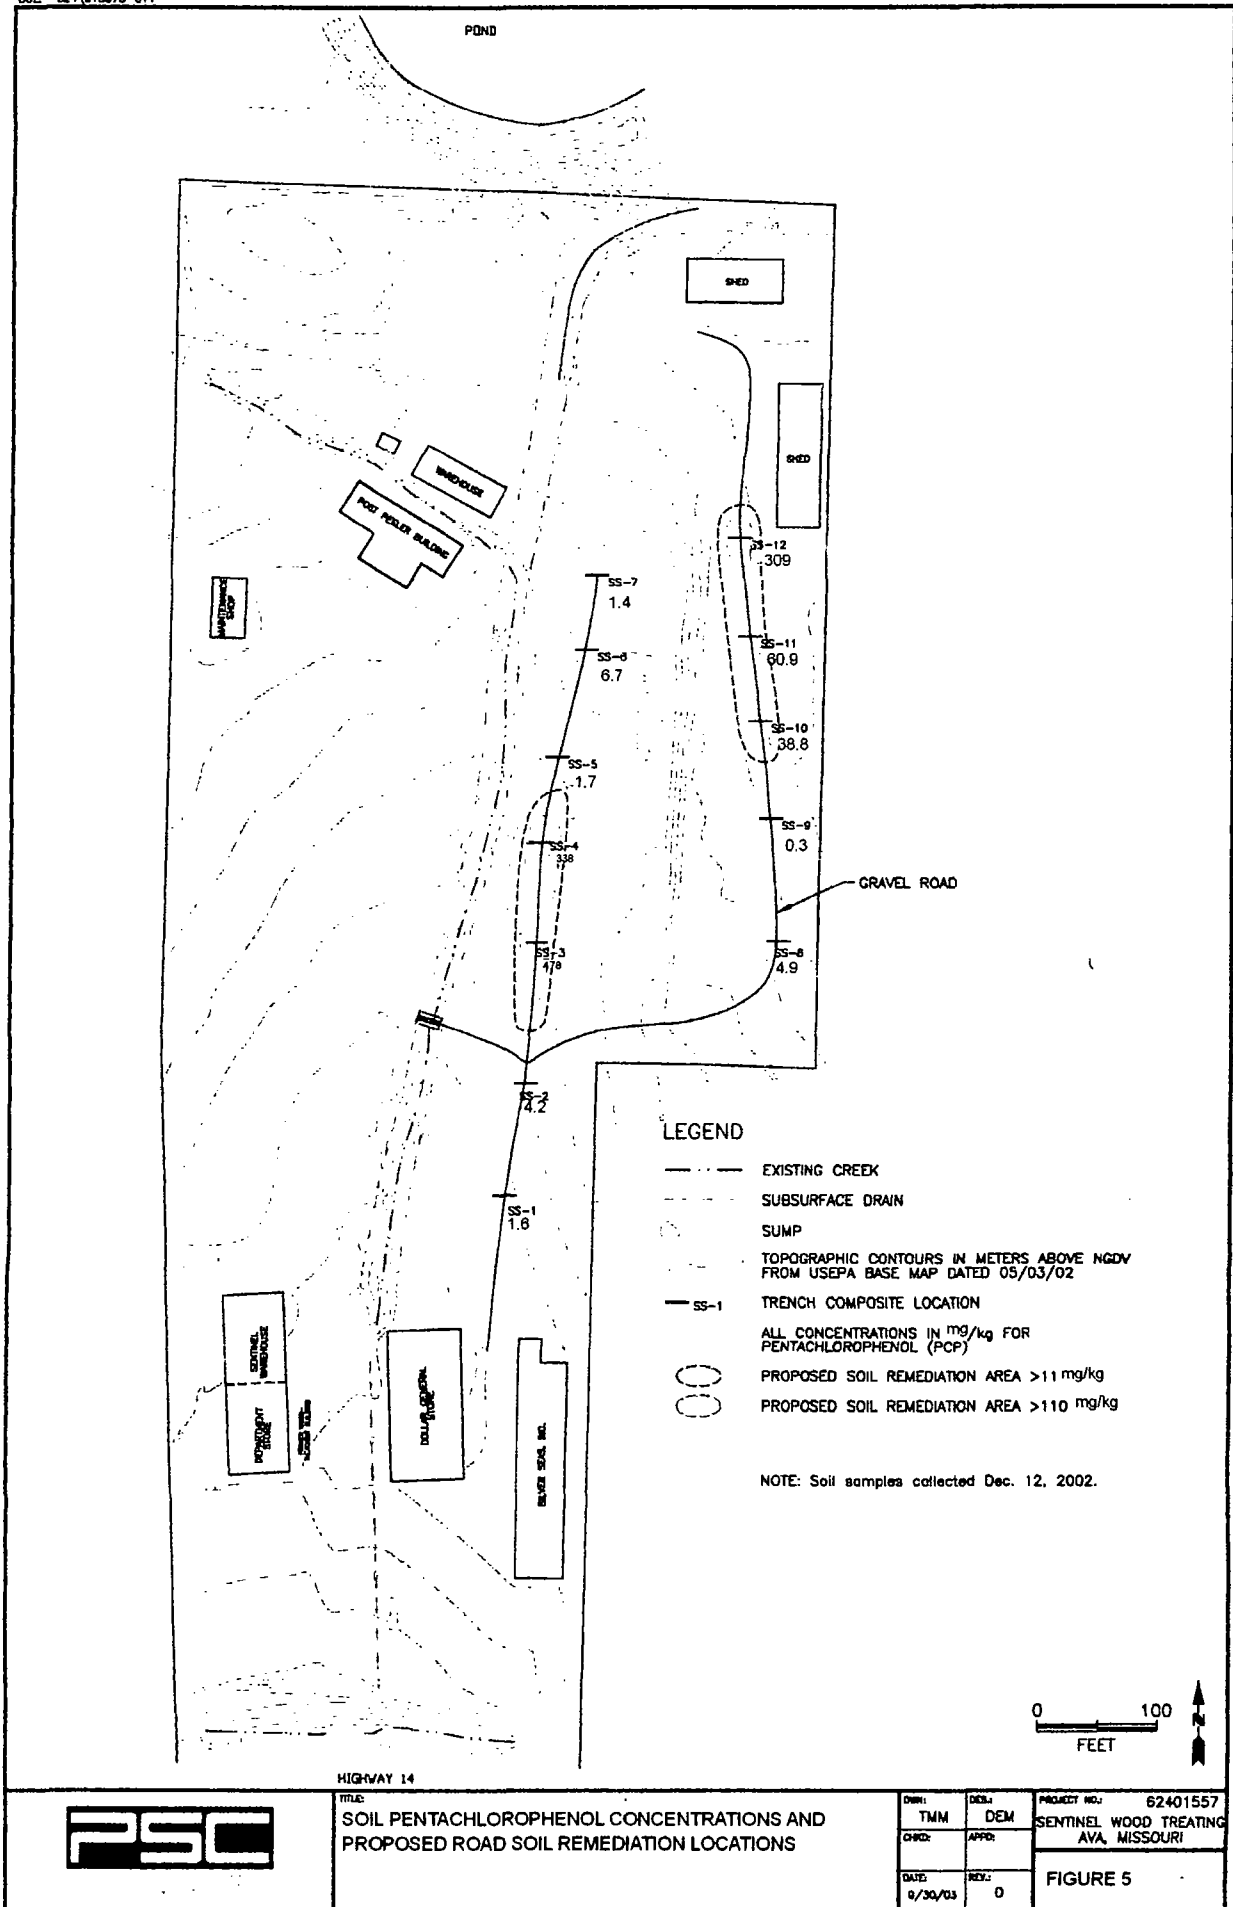 POND
SHED
SHED
WAREHOUSE
POST PEELER BUILDING
MAINTENANCE
SHOP
SS-12
309
SS-7
1.4
SS-11
60.9
SS-6
6.7
SS-10
38.8
SS-5
1.7
SS-9
0.3
SS-4
338
GRAVEL ROAD
SS-3
478
SS-8
4.9
SS-2
4.2
SS-1
1.6
LEGEND
EXISTING CREEK
SUBSURFACE DRAIN
SUMP
TOPOGRAPHIC CONTOURS IN METERS ABOVE NGDV
FROM USEPA BASE MAP DATED 05/03/02
SS-1 TRENCH COMPOSITE LOCATION
ALL CONCENTRATIONS IN mg/kg FOR
PENTACHLOROPHENOL (PCP)
PROPOSED SOIL REMEDIATION AREA >11 mg/kg
PROPOSED SOIL REMEDIATION AREA >110 mg/kg
NOTE: Soil samples collected Dec. 12, 2002.
SENTINEL
WAREHOUSE
DEPARTMENT
STORE
DOLLAR GENERAL
STORE
0 100
FEET
N
HIGHWAY 14
PSC
TITLE:
SOIL PENTACHLOROPHENOL CONCENTRATIONS AND
PROPOSED ROAD SOIL REMEDIATION LOCATIONS
DWN:
TMM
DES.:
DEM
CHKD:
APPD:
DATE:
9/30/03
REV.:
0
PROJECT NO.: 62401557
SENTINEL WOOD TREATING
AVA, MISSOURI
FIGURE 5